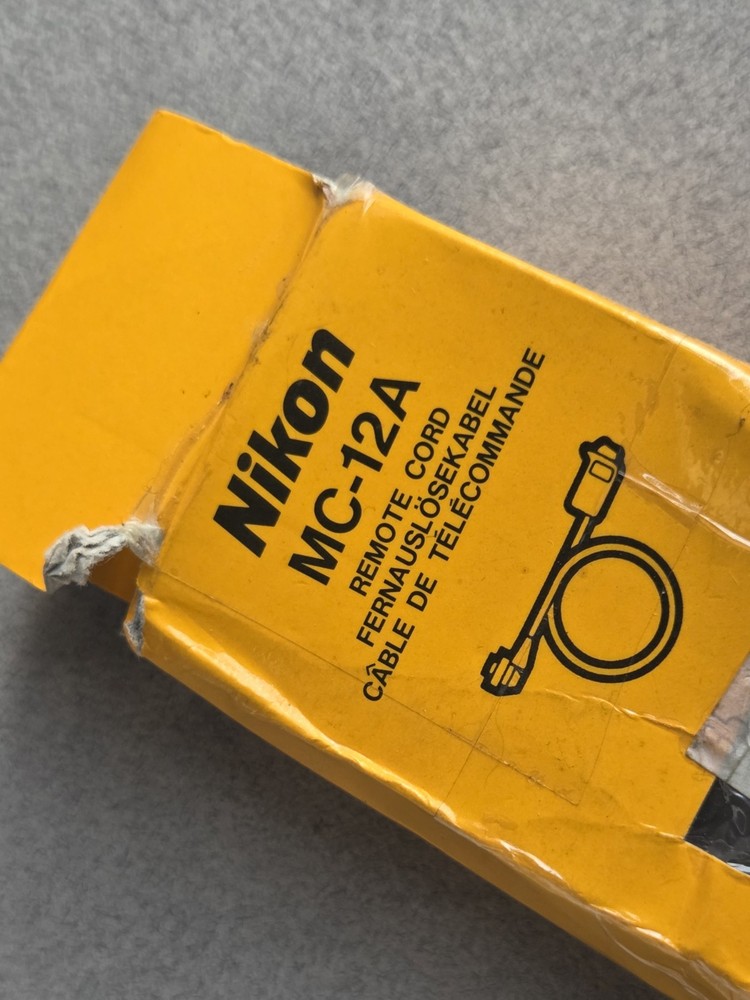 Nikon
MC-12A
REMOTE CORD
FERNAUSLÖSEKABEL
CÂBLE DE TÉLÉCOMMANDE